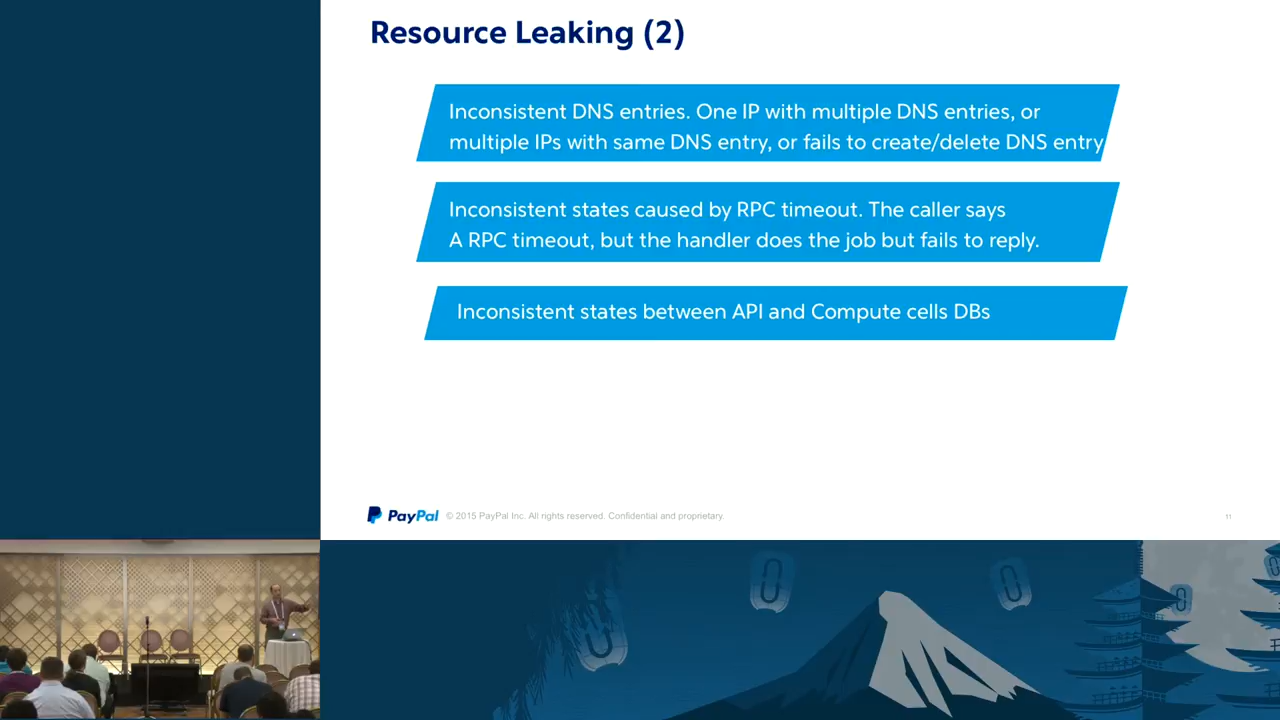 Resource Leaking (2)
Inconsistent DNS entries. One IP with multiple DNS entries, or
multiple IPs with same DNS entry, or fails to create/delete DNS entry
Inconsistent states caused by RPC timeout. The caller says
A RPC timeout, but the handler does the job but fails to reply.
Inconsistent states between API and Compute cells DBs
PayPal © 2015 PayPal Inc. All rights reserved. Confidential and proprietary.
11